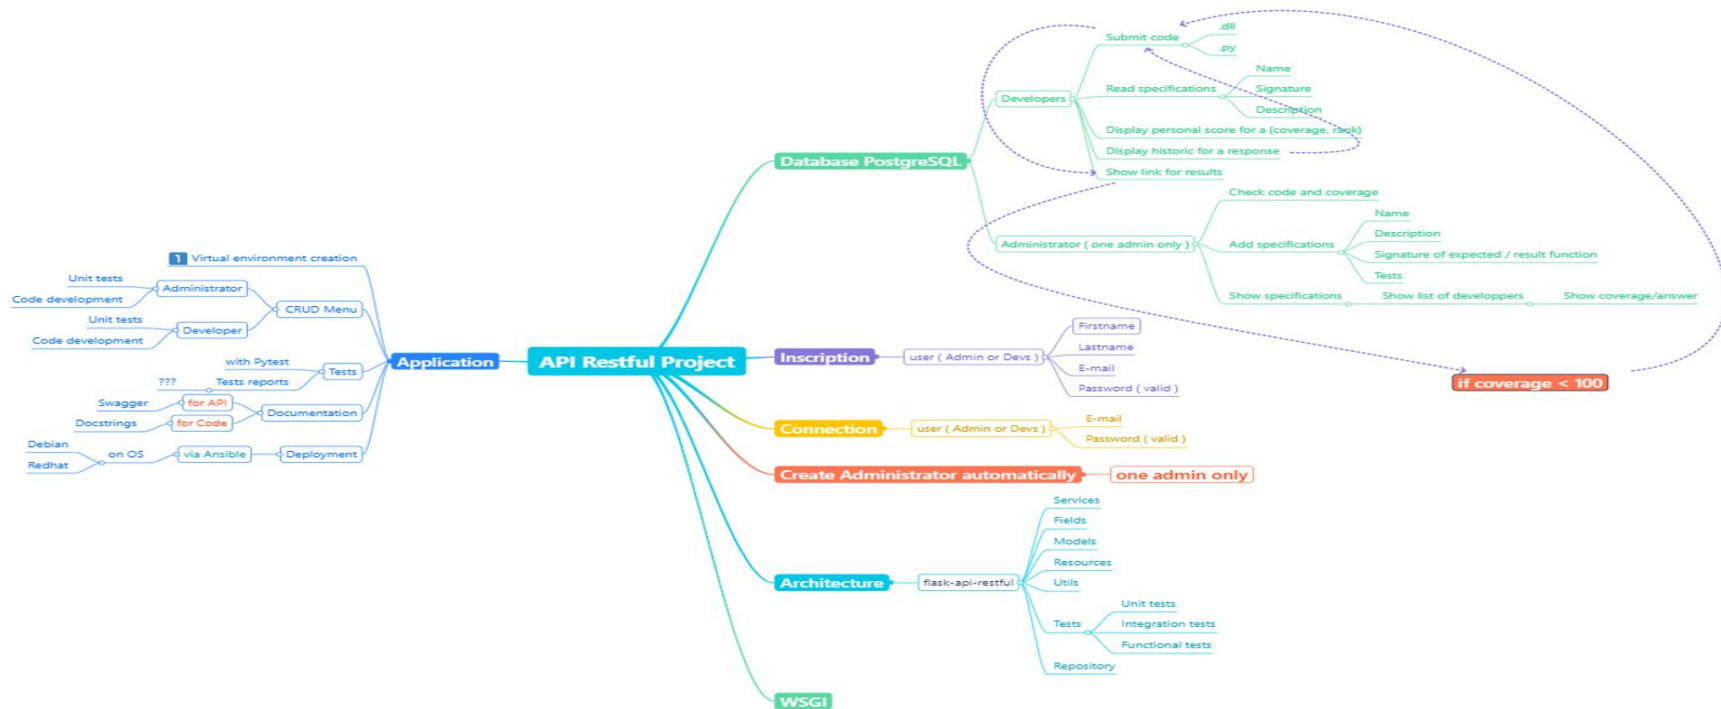 API Restful Project
Application
1 Virtual environment creation
CRUD Menu
Administrator
Unit tests
Code development
Developer
Unit tests
Code development
Tests
with Pytest
Tests reports
???
Documentation
for API
Swagger
for Code
Docstrings
Deployment
via Ansible
on OS
Debian
Redhat
Database PostgreSQL
Developers
Submit code
.dll
.py
Read specifications
Name
Signature
Description
Display personal score for a (coverage, rank)
Display historic for a response
Show link for results
Administrator ( one admin only )
Check code and coverage
Add specifications
Name
Description
Signature of expected / result function
Tests
Show specifications
Show list of developpers
Show coverage/answer
if coverage < 100
Inscription
user ( Admin or Devs )
Firstname
Lastname
E-mail
Password ( valid )
Connection
user ( Admin or Devs )
E-mail
Password ( valid )
Create Administrator automatically
one admin only
Architecture
flask-api-restful
Services
Fields
Models
Resources
Utils
Tests
Unit tests
Integration tests
Functional tests
Repository
WSGI